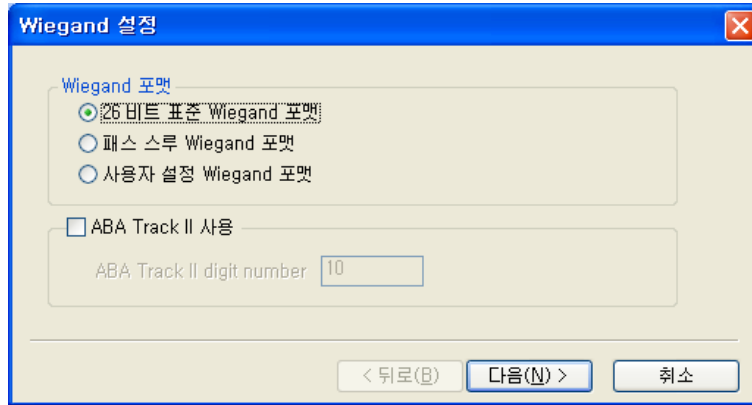 Wiegand 설정
Wiegand 포맷
26 비트 표준 Wiegand 포맷
패스 스루 Wiegand 포맷
사용자 설정 Wiegand 포맷
ABA Track II 사용
ABA Track II digit number 10
< 뒤로(B) 다음(N) > 취소